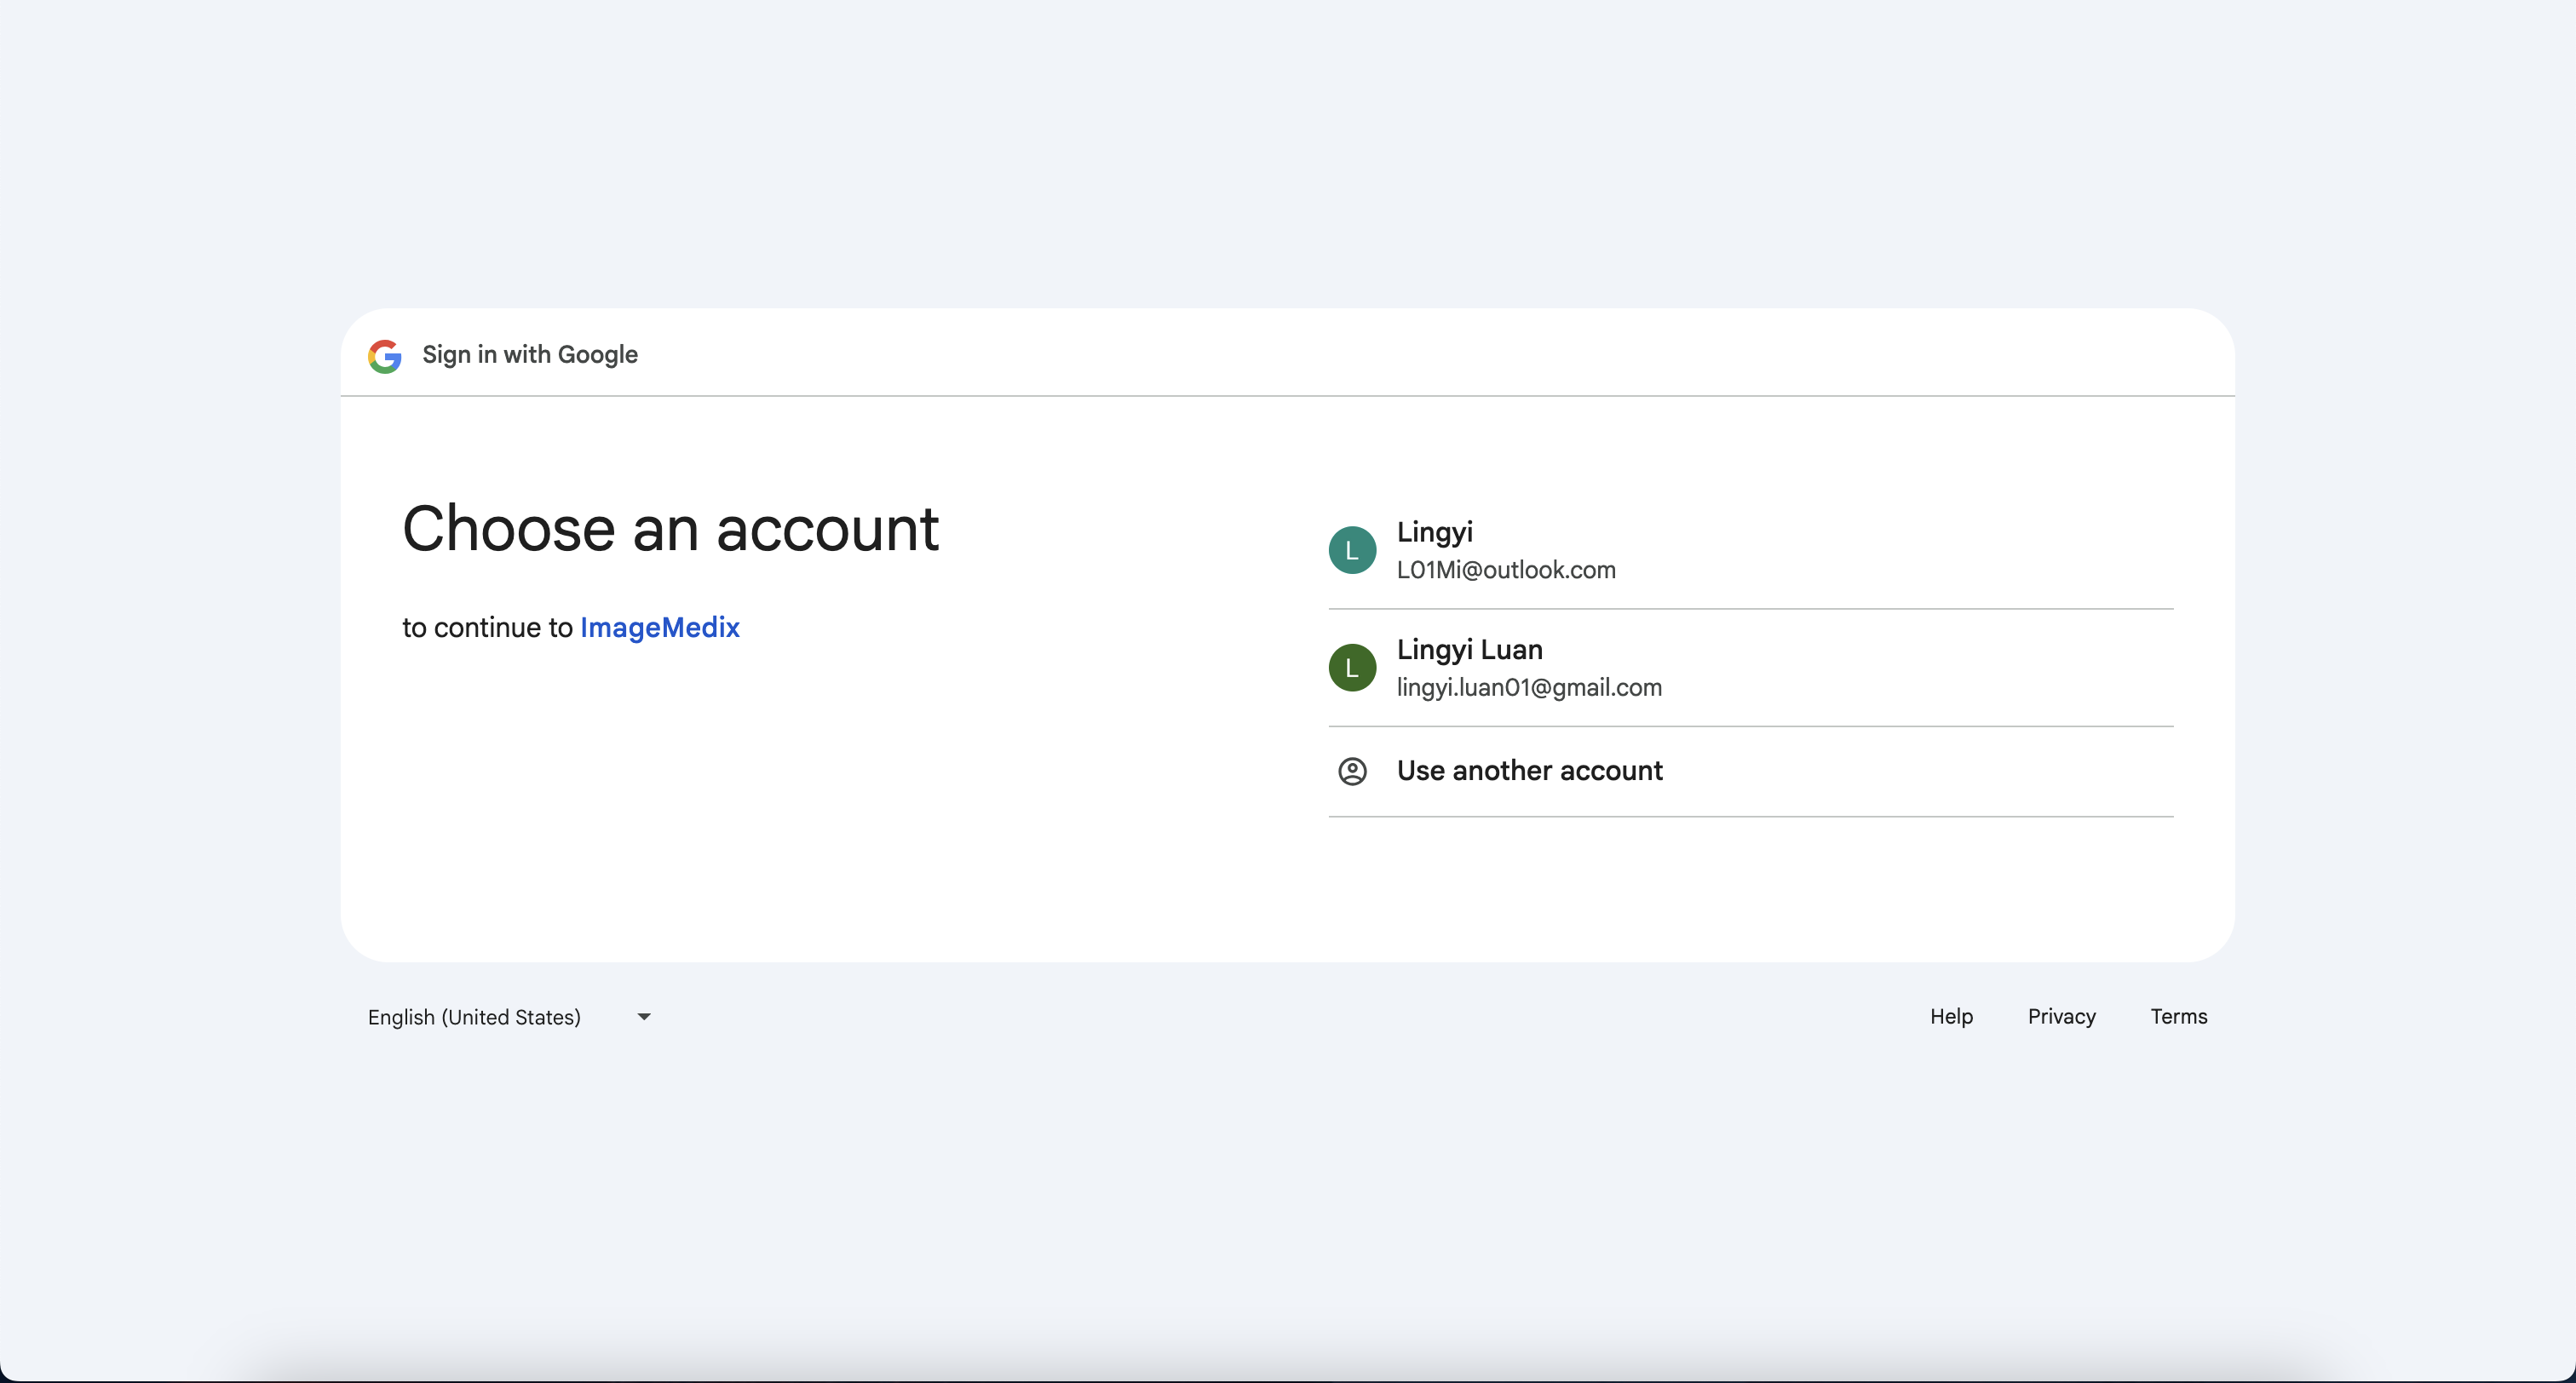 Sign in with Google
Choose an account
to continue to ImageMedix
L
Lingyi
L01Mi@outlook.com
L
Lingyi Luan
lingyi.luan01@gmail.com
Use another account
English (United States)
Help
Privacy
Terms